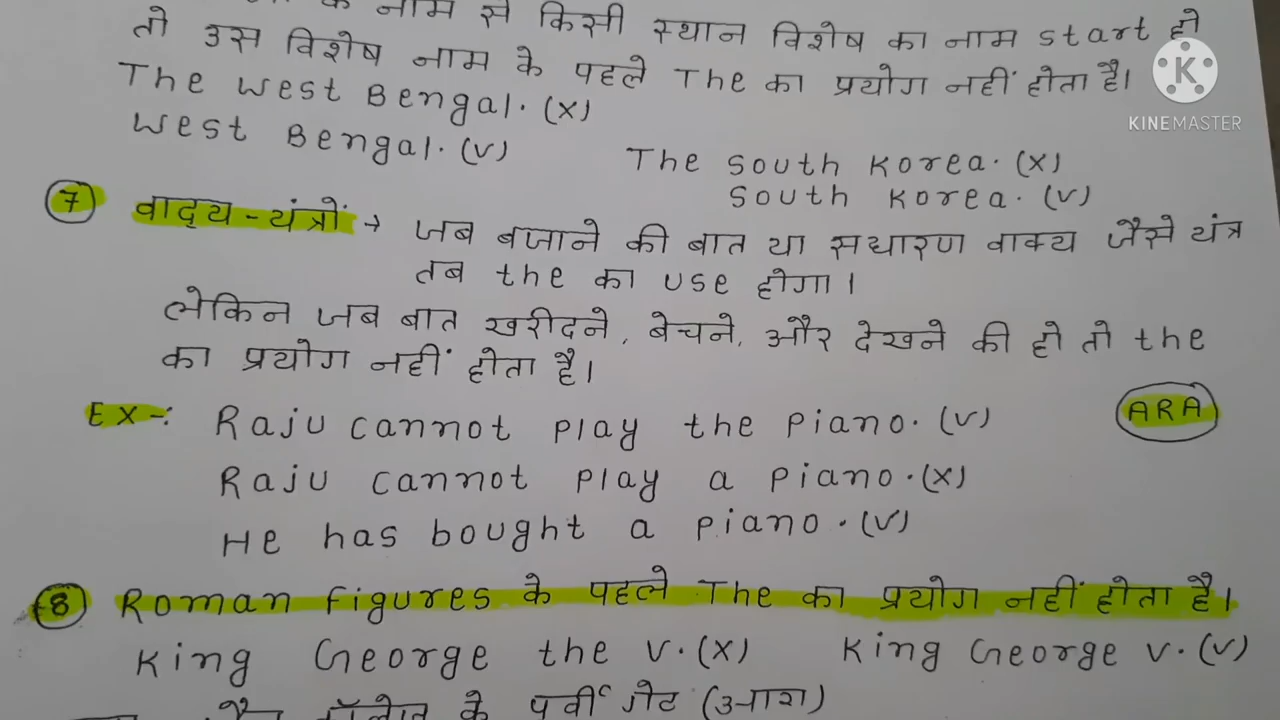 के नाम से किसी स्थान विशेष का नाम start हो
तो उस विशेष नाम के पहले The का प्रयोग नहीं होता है।
The West Bengal. (x)
West Bengal. (v)
The South Korea. (x)
South Korea. (v)
KINEMASTER
7 वाद्य-यंत्रों → जब बजाने की बात या सधारण वाक्य जैसे यंत्र
तब the का use होगा।
लेकिन जब बात खरीदने, बेचने, और देखने की हो तो the
का प्रयोग नहीं होता है।
ARA
Ex-: Raju cannot play the piano. (v)
Raju cannot play a piano. (x)
He has bought a piano. (v)
8 Roman figures के पहले The का प्रयोग नहीं होता है।
King George the V. (x) King George V. (v)
के पूर्वी गेट (आरा)